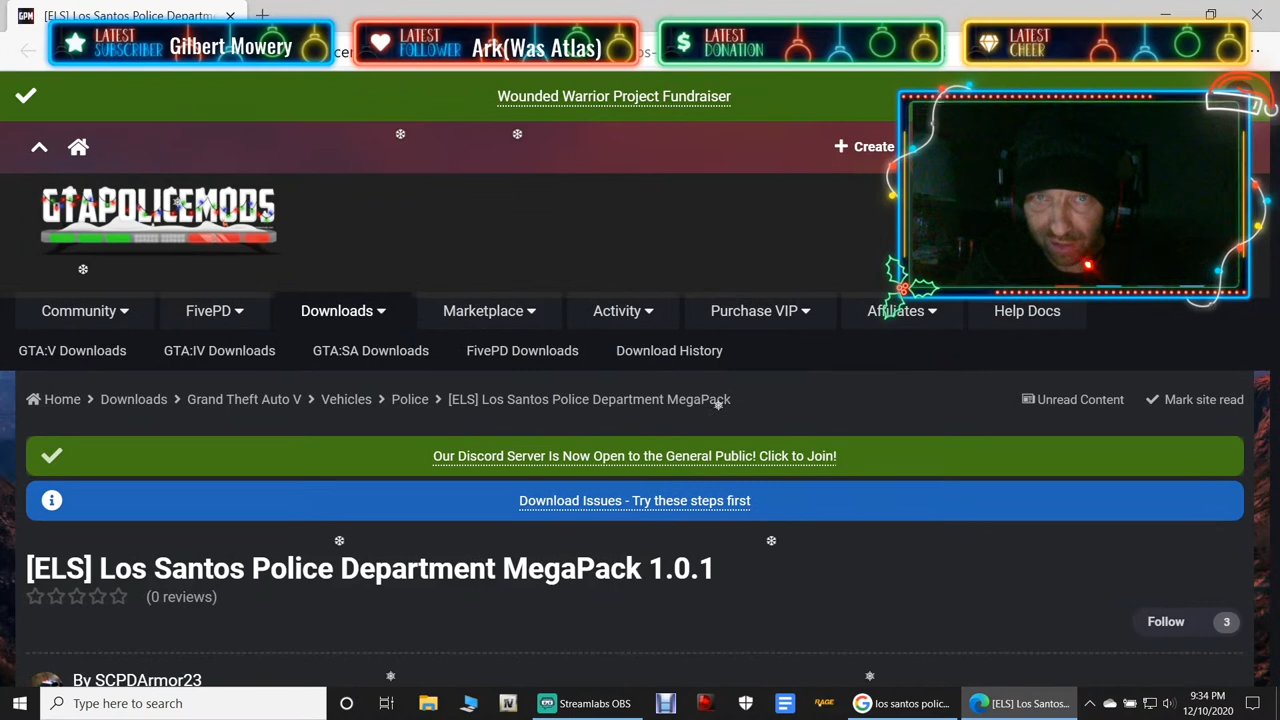 GPM [ELS] Los Santos Police Departm
LATEST SUBSCRIBER Gilbert Mowery
LATEST FOLLOWER Ark(Was Atlas)
LATEST DONATION
LATEST CHEER
Wounded Warrior Project Fundraiser
Create
GTAPOLICEMODS
Community
FivePD
Downloads
Marketplace
Activity
Purchase VIP
Affiliates
Help Docs
GTA:V Downloads
GTA:IV Downloads
GTA:SA Downloads
FivePD Downloads
Download History
Home > Downloads > Grand Theft Auto V > Vehicles > Police > [ELS] Los Santos Police Department MegaPack
Unread Content
Mark site read
Our Discord Server Is Now Open to the General Public! Click to Join!
Download Issues - Try these steps first
[ELS] Los Santos Police Department MegaPack 1.0.1
(0 reviews)
Follow 3
By SCPDArmor23
Type here to search
IV
Streamlabs OBS
RAGE
los santos polic...
[ELS] Los Santos...
9:34 PM
12/10/2020